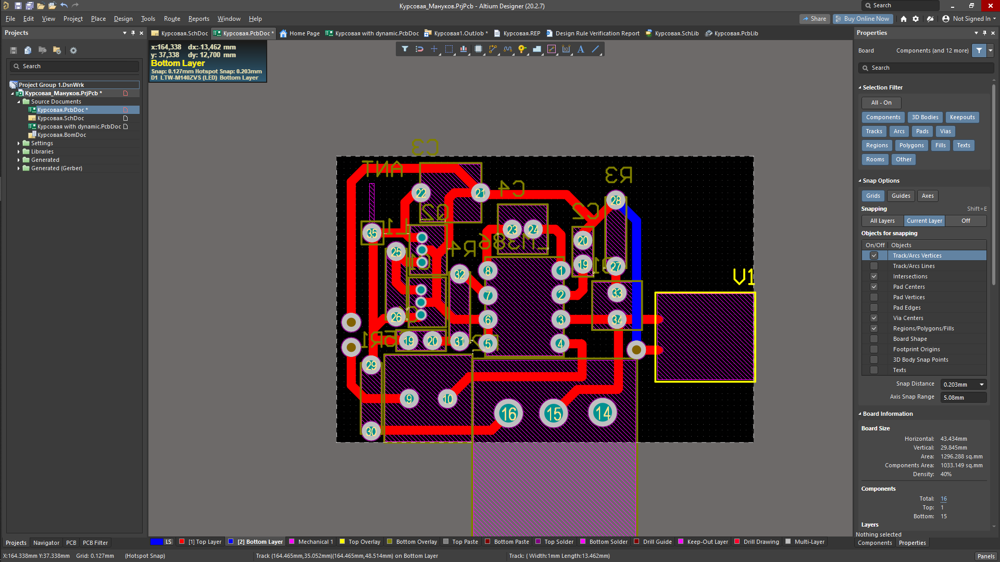 Курсовая_Мануков.PrjPcb - Altium Designer (20.2.7)
Search
File Edit View Project Place Design Tools Route Reports Window Help
Share
Buy Online Now
Not Signed In
Projects
Курсовая.SchDoc
Курсовая.PcbDoc *
Home Page
Курсовая with dynamic.PcbDoc
Курсовая1.OutJob *
Курсовая.REP
Design Rule Verification Report
Курсовая.SchLib
Курсовая.PcbLib
Search
Project Group 1.DsnWrk
Курсовая_Мануков.PrjPcb *
Source Documents
Курсовая.PcbDoc *
Курсовая.SchDoc
Курсовая with dynamic.PcbDoc
Курсовая.BomDoc
Settings
Libraries
Generated
Generated (Gerber)
x:164,338 dx:-13,462 mm
y: 37,338 dy: 12,700 mm
Bottom Layer
Snap: 0.127mm Hotspot Snap: 0.203mm
D1 LTW-M140ZVS (LED) Bottom Layer
C3
ANT
R3
C4
22
21
28
Q2
C2
L1
35
23
24
LM386
20
25
R4
19
27
32
8
1
V1
7
2
33
26
6
3
34
R1
19
20
31
5
4
29
9
10
16
15
14
30
Properties
Board
Components (and 12 more)
Search
Selection Filter
All - On
Components 3D Bodies Keepouts
Tracks Arcs Pads Vias
Regions Polygons Fills Texts
Rooms Other
Snap Options
Grids Guides Axes
Snapping
Shift+E
All Layers Current Layer Off
Objects for snapping
On/Off Objects
Track/Arcs Vertices
Track/Arcs Lines
Intersections
Pad Centers
Pad Vertices
Pad Edges
Via Centers
Regions/Polygons/Fills
Board Shape
Footprint Origins
3D Body Snap Points
Texts
Snap Distance 0.203mm
Axis Snap Range 5.08mm
Board Information
Board Size
Horizontal: 43.434mm
Vertical: 29.845mm
Area: 1296.288 sq.mm
Components Area: 1033.149 sq.mm
Density: 40%
Components
Total: 16
Top: 1
Bottom: 15
Layers
Nothing selected
Components Properties
Projects Navigator PCB PCB Filter
LS [1] Top Layer [2] Bottom Layer Mechanical 1 Top Overlay Bottom Overlay Top Paste Bottom Paste Top Solder Bottom Solder Drill Guide Keep-Out Layer Drill Drawing Multi-Layer
X:164.338mm Y:37.338mm Grid: 0.127mm (Hotspot Snap)
Track (164.465mm,35.052mm)(164.465mm,48.514mm) on Bottom Layer
Track: ( Width:1mm Length:13.462mm)
Panels